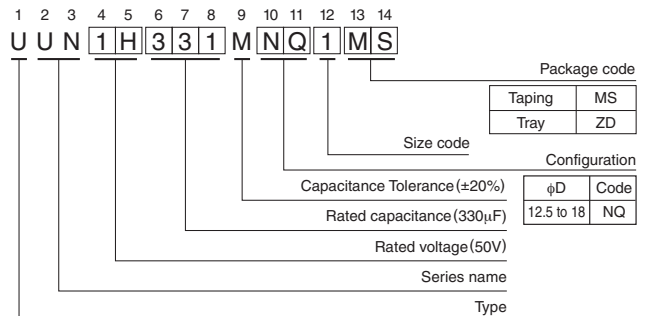 1 2 3 4 5 6 7 8 9 10 11 12 13 14
U U N 1 H 3 3 1 M N Q 1 M S
Package code
Taping MS
Tray ZD
Size code
Configuration
ϕD Code
12.5 to 18 NQ
Capacitance Tolerance (±20%)
Rated capacitance (330µF)
Rated voltage (50V)
Series name
Type